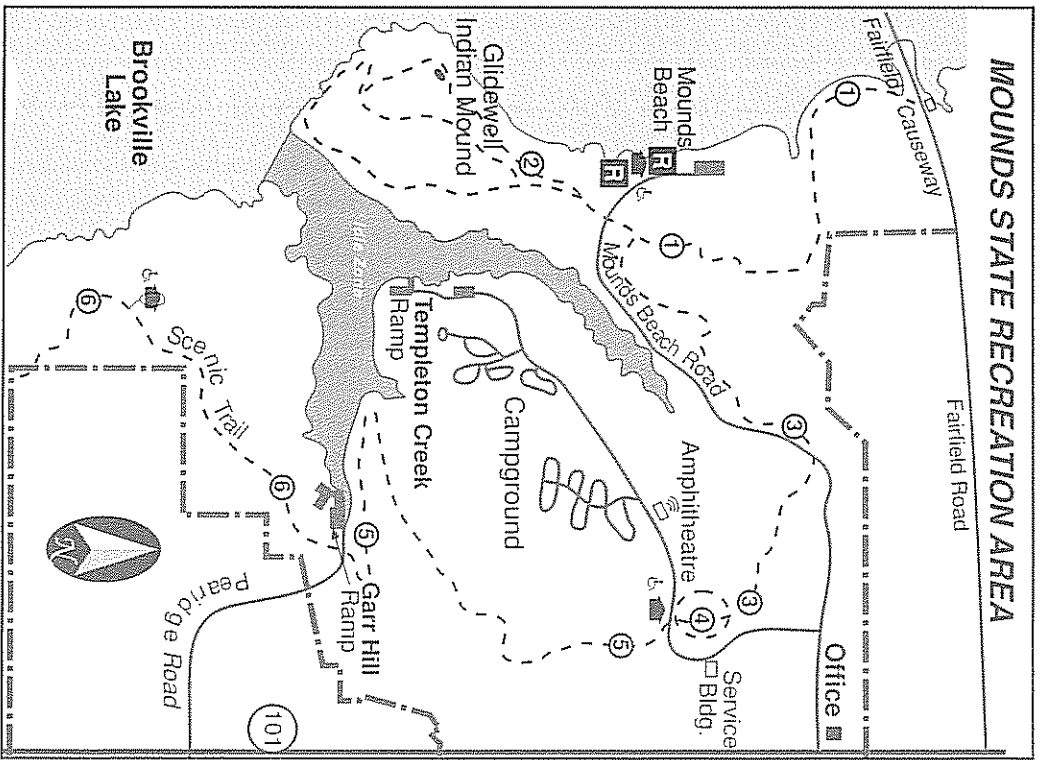 MOUNDS STATE RECREATION AREA
Fairfield Road
Fairfield Causeway
1
Mounds
Beach
R
R
1
Mounds Beach Road
3
Office
2
Glidewell
Indian Mound
Amphitheatre
3
4
Service
Bldg.
Campground
Templeton Creek
Ramp
5
5
Garr Hill
Ramp
Brookville
Lake
6
Scenic Trail
6
Pearidge Road
101
N